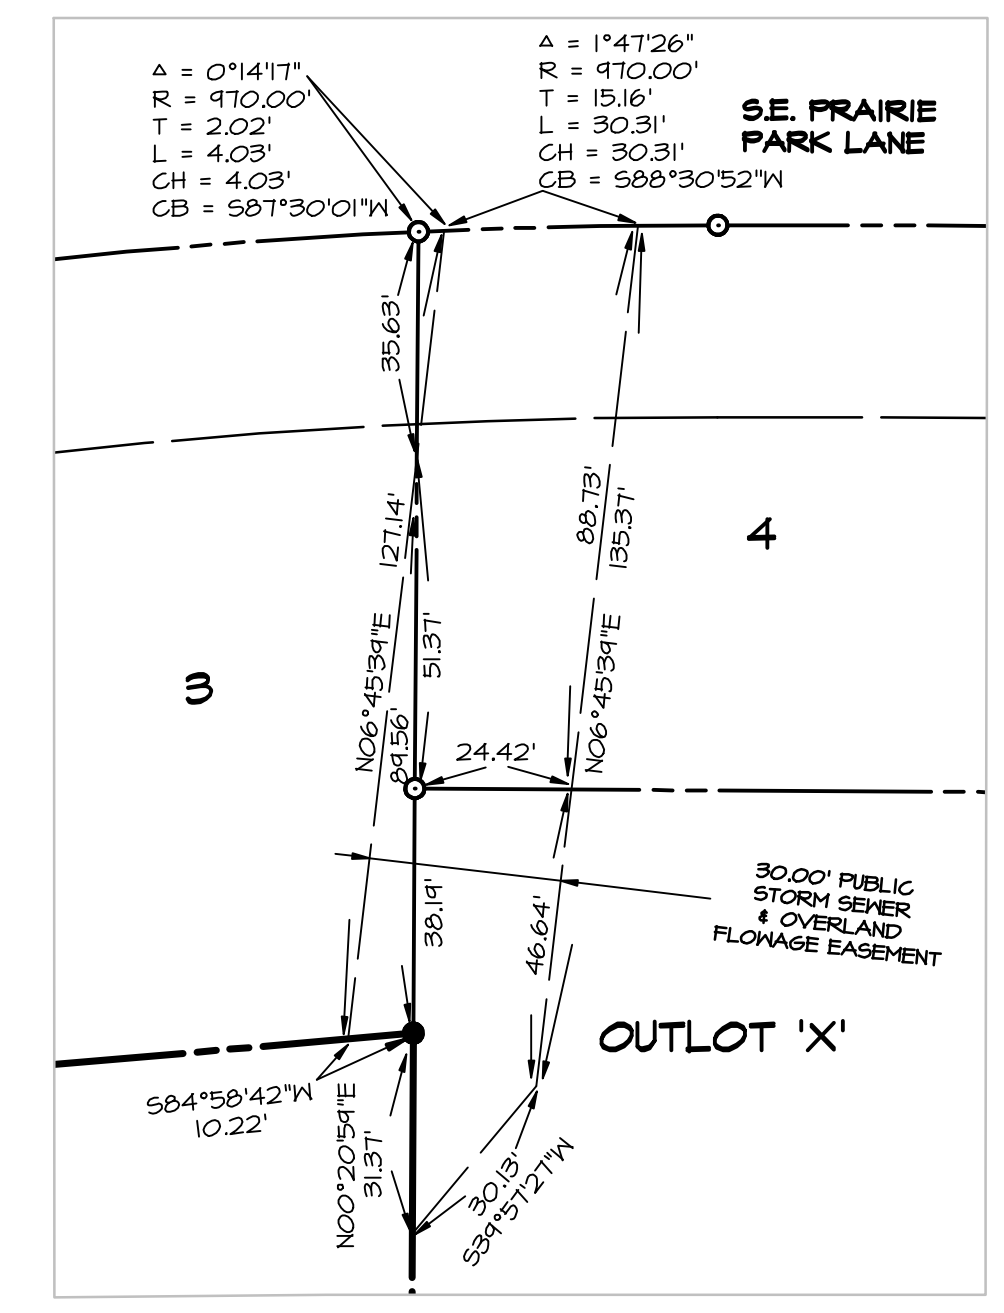 Δ = 0°14'17"
R = 970.00'
T = 2.02'
L = 4.03'
CH = 4.03'
CB = S87°30'01"W
Δ = 1°47'26"
R = 970.00'
T = 15.16'
L = 30.31'
CH = 30.31'
CB = S88°30'52"W
S.E. PRAIRIE
PARK LANE
35.63'
127.14'
N06°45'39"E
88.73'
135.37'
N06°45'39"E
4
3
51.37'
89.56'
24.42'
38.19'
46.64'
30.00' PUBLIC
STORM SEWER
& OVERLAND
FLOWAGE EASEMENT
OUTLOT 'X'
S84°58'42"W
10.22'
N00°20'59"E
31.37'
30.13'
S39°57'27"W